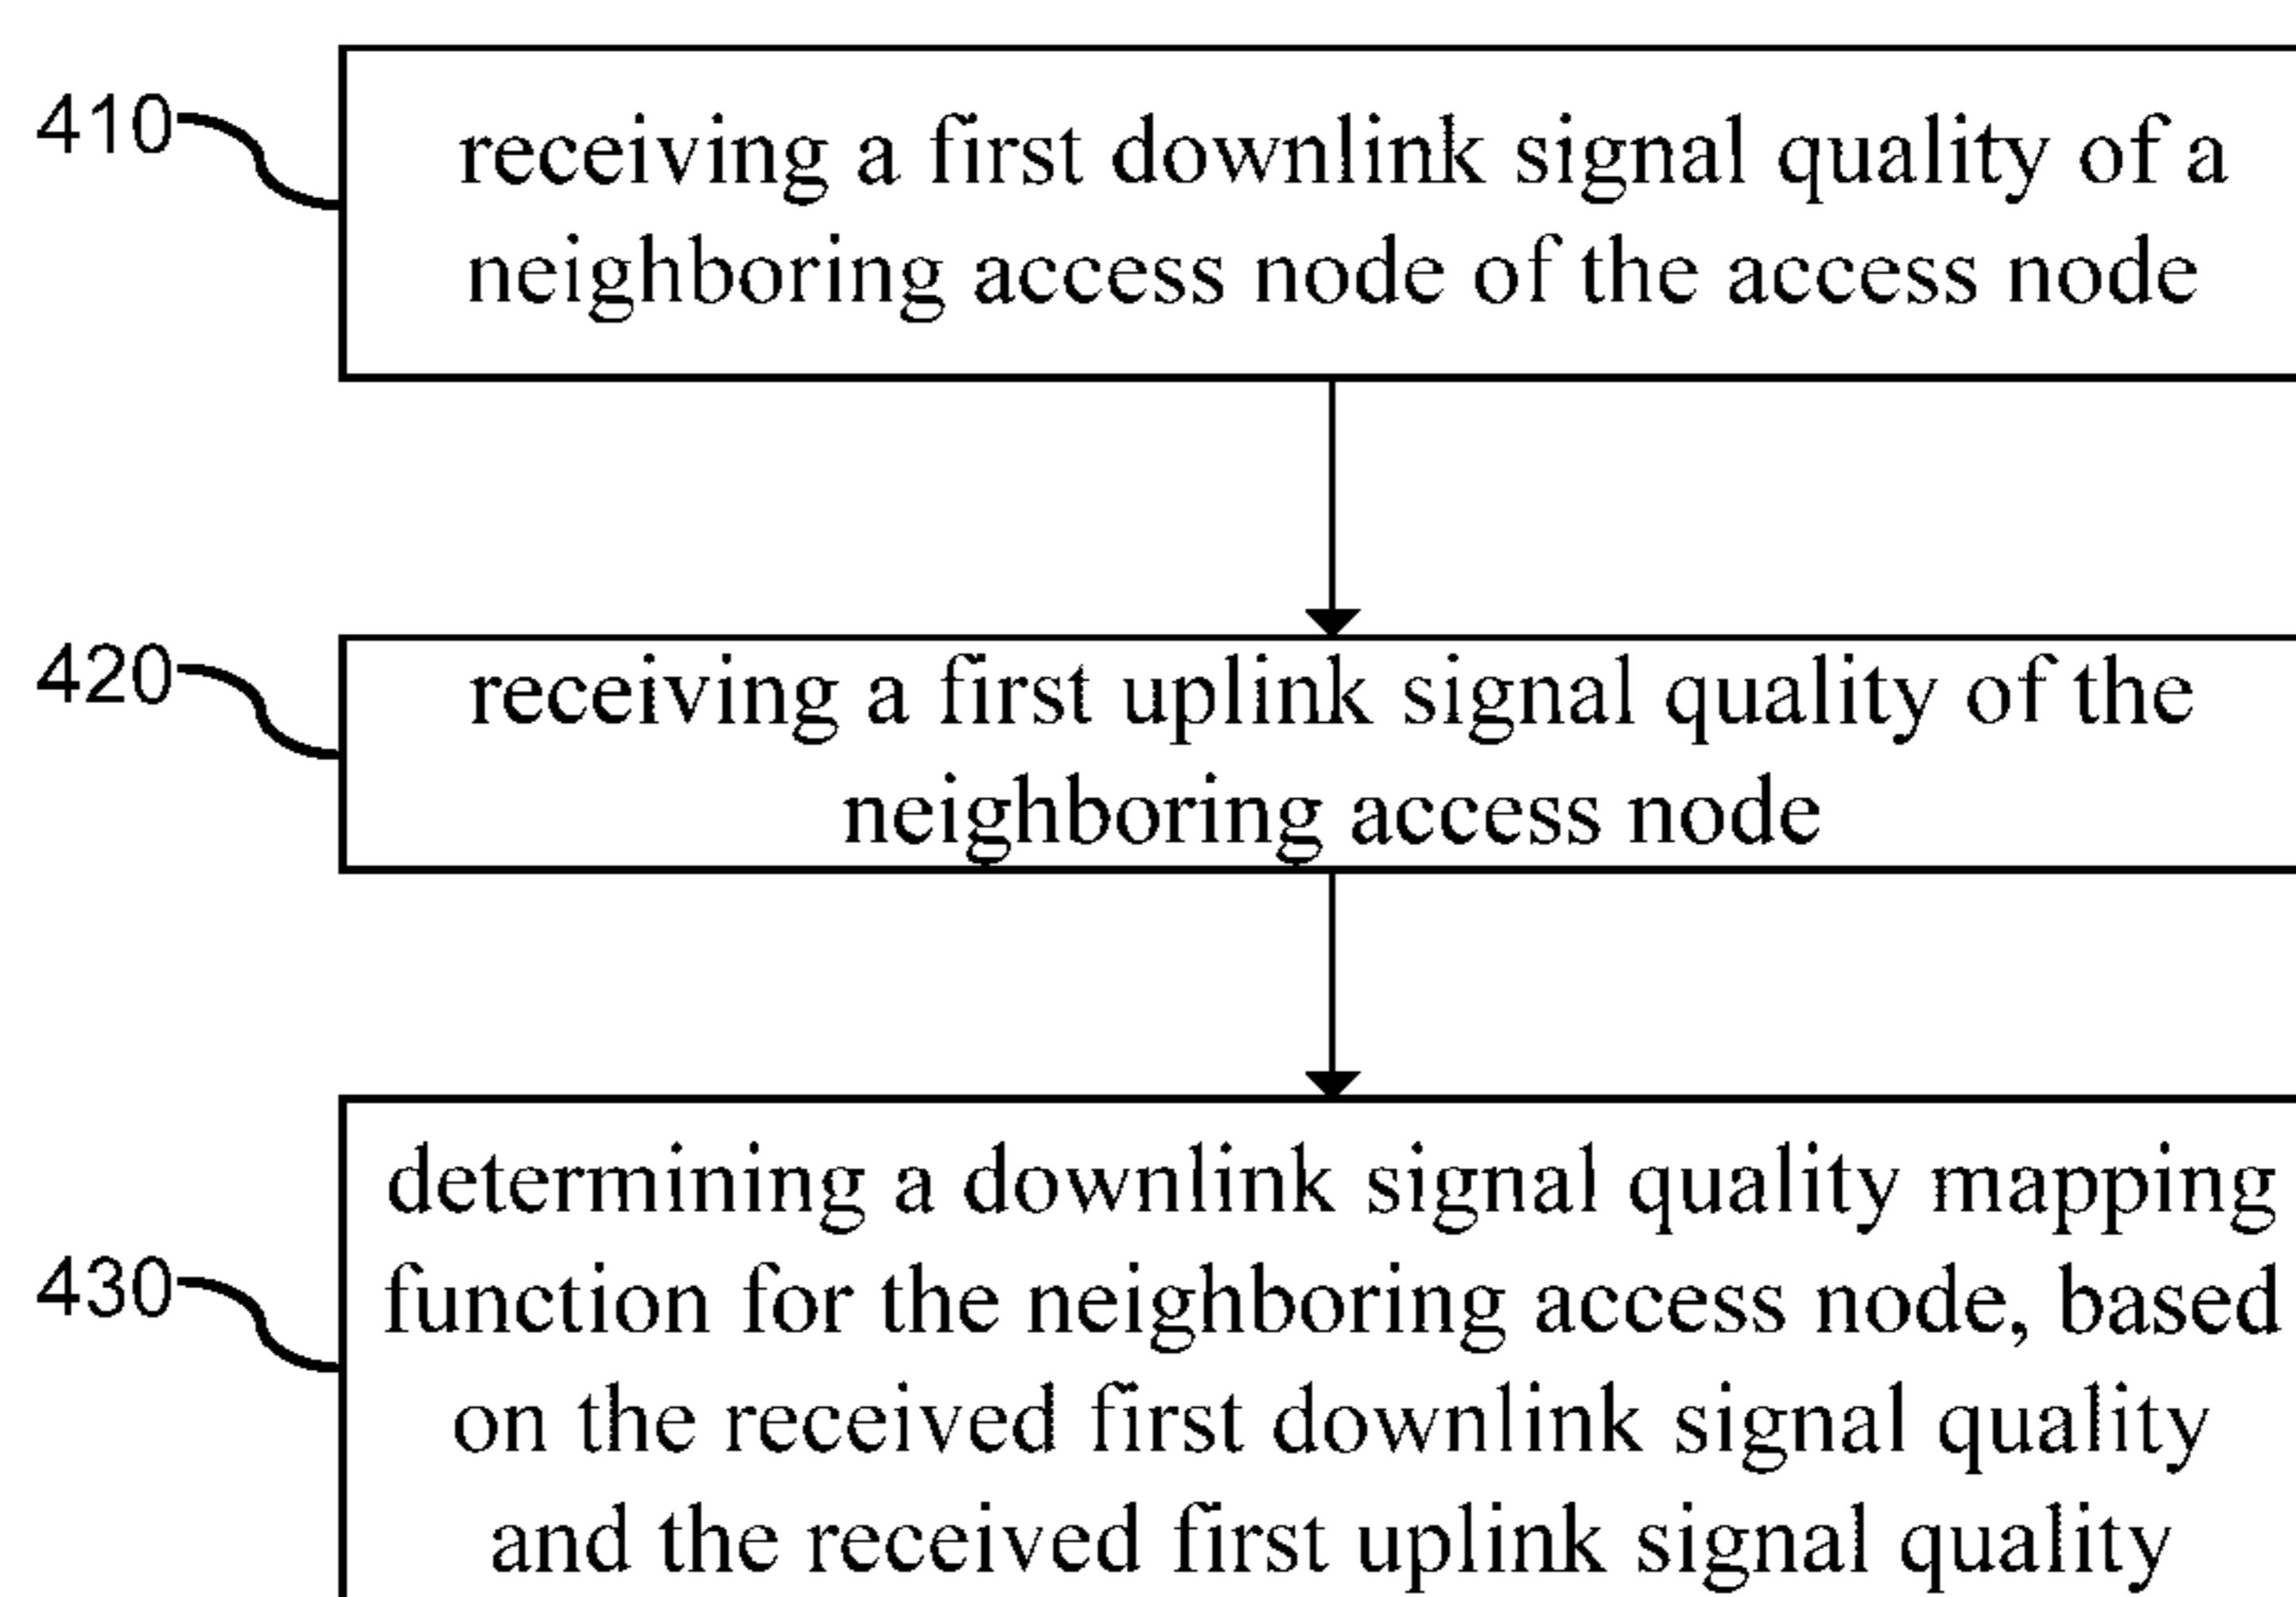 410
receiving a first downlink signal quality of a
neighboring access node of the access node
420
receiving a first uplink signal quality of the
neighboring access node
430
determining a downlink signal quality mapping
function for the neighboring access node, based
on the received first downlink signal quality
and the received first uplink signal quality